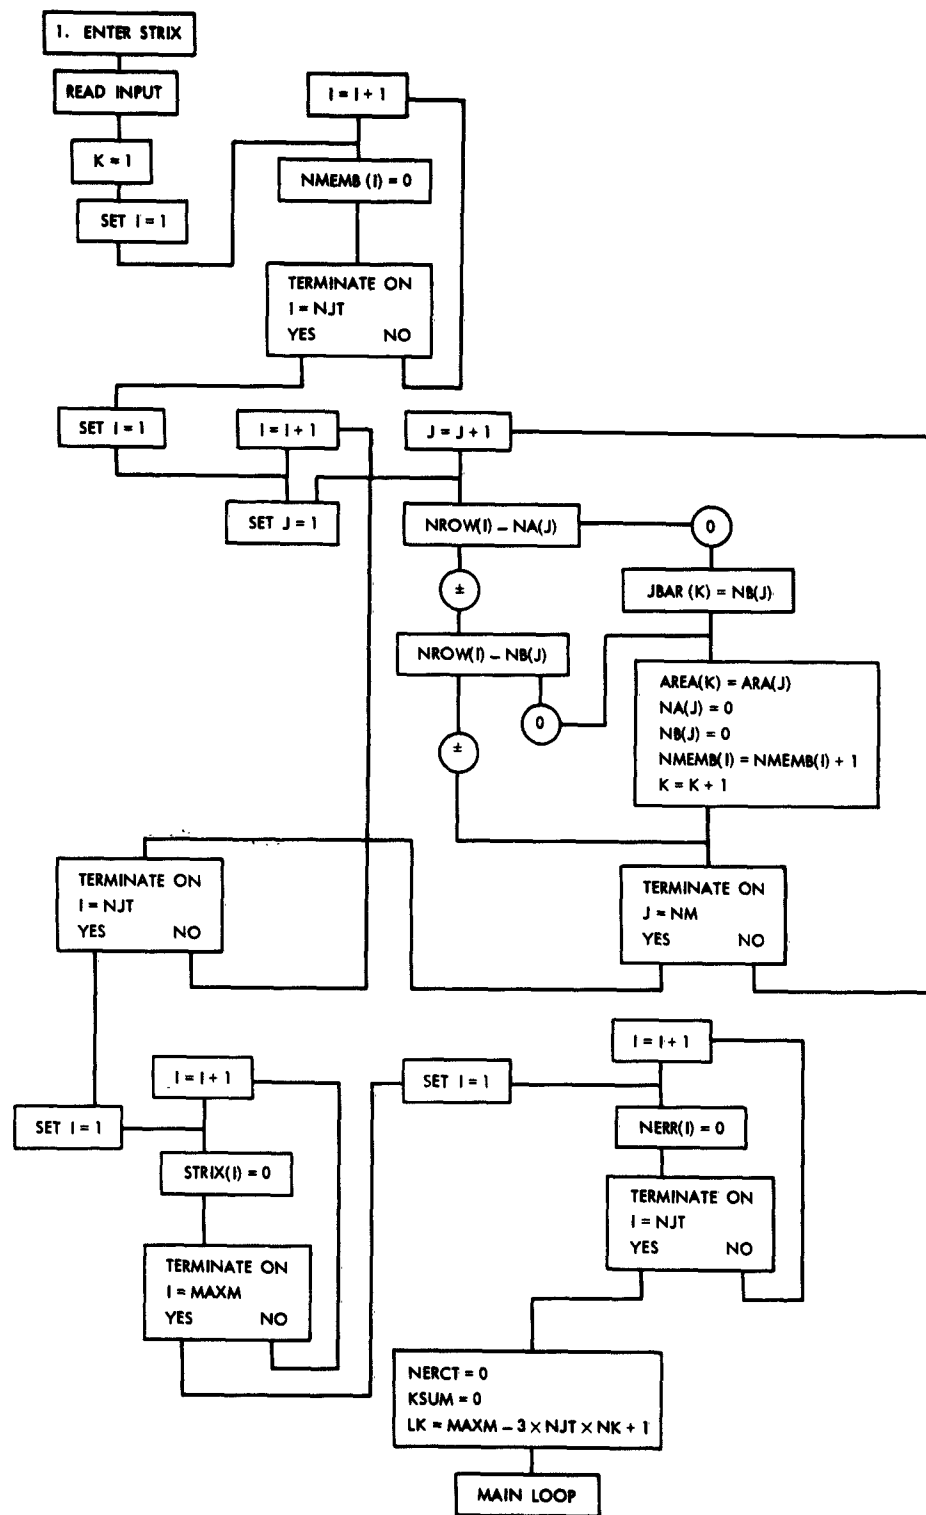 1. ENTER STRIX
READ INPUT
K = 1
SET I = 1
I = I + 1
NMEMB (I) = 0
TERMINATE ON
I = NJT
YES NO
SET I = 1
I = I + 1
J = J + 1
SET J = 1
NROW(I) – NA(J)
0
±
JBAR (K) = NB(J)
NROW(I) – NB(J)
0
±
AREA(K) = ARA(J)
NA(J) = 0
NB(J) = 0
NMEMB(I) = NMEMB(I) + 1
K = K + 1
TERMINATE ON
I = NJT
YES NO
TERMINATE ON
J = NM
YES NO
I = I + 1
SET I = 1
STRIX(I) = 0
TERMINATE ON
I = MAXM
YES NO
SET I = 1
I = I + 1
NERR(I) = 0
TERMINATE ON
I = NJT
YES NO
NERCT = 0
KSUM = 0
LK = MAXM – 3 × NJT × NK + 1
MAIN LOOP